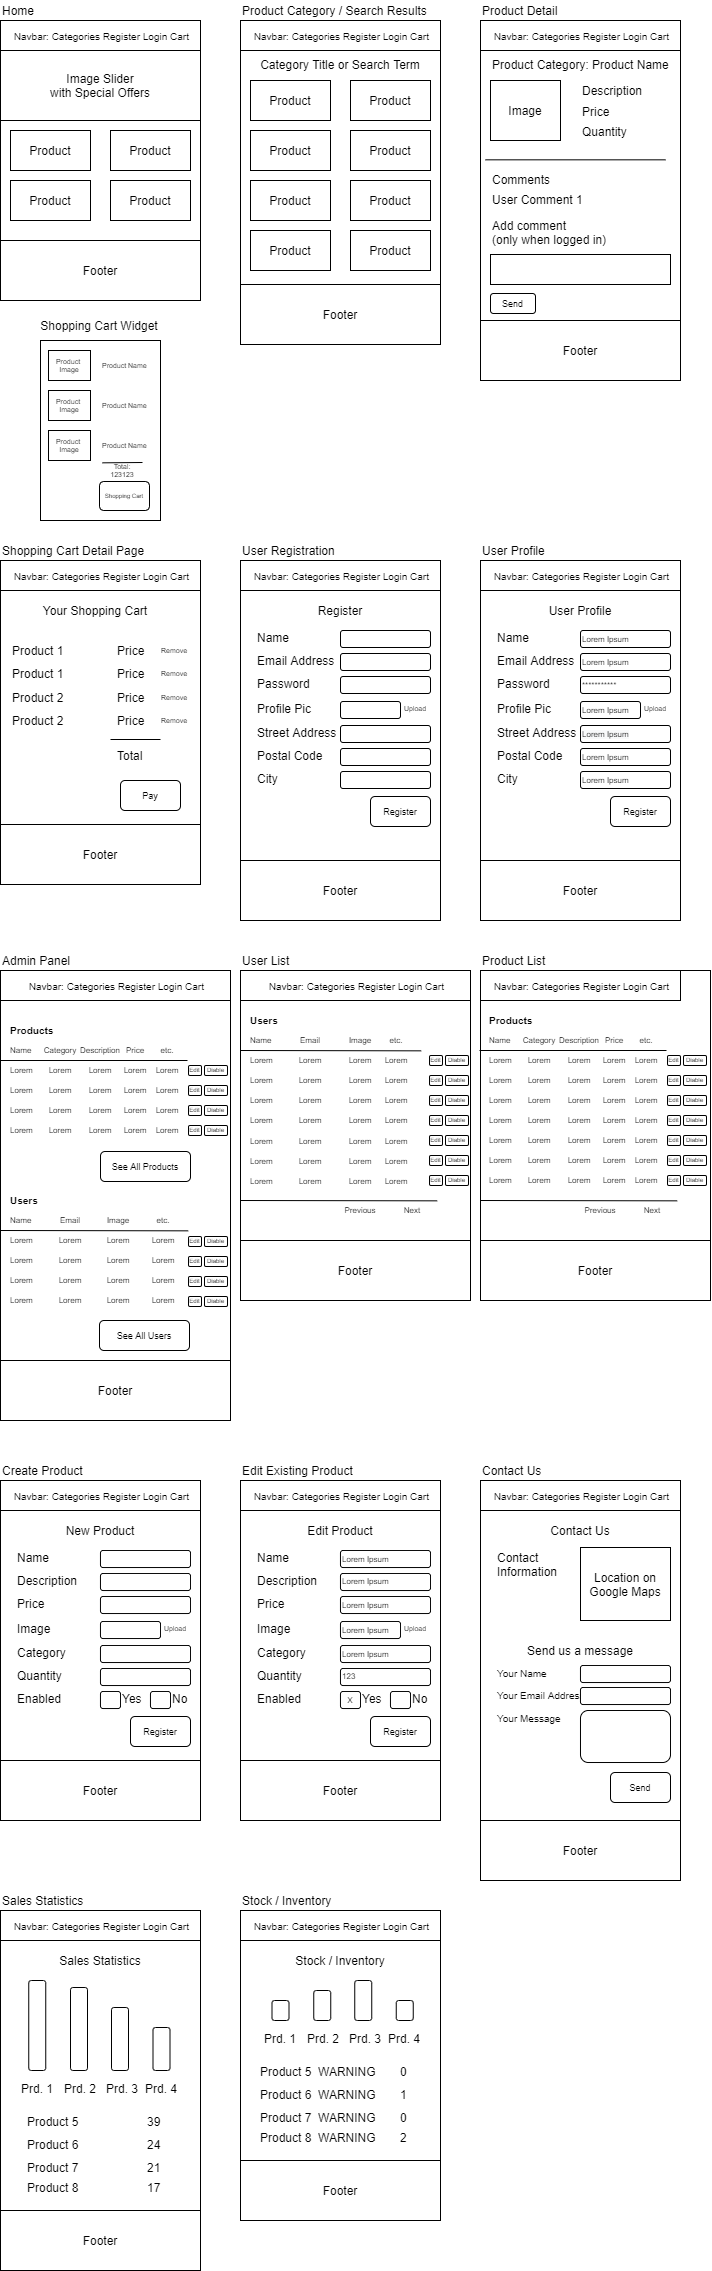 Home
Navbar: Categories Register Login Cart
Image Slider
with Special Offers
Product Product
Product Product
Footer
Product Category / Search Results
Navbar: Categories Register Login Cart
Category Title or Search Term
Product Product
Product Product
Product Product
Product Product
Footer
Product Detail
Navbar: Categories Register Login Cart
Product Category: Product Name
Image
Description
Price
Quantity
Comments
User Comment 1
Add comment
(only when logged in)
Send
Footer
Shopping Cart Widget
Product
Image
Product Name
Product
Image
Product Name
Product
Image
Product Name
Total:
123123
Shopping Cart
Shopping Cart Detail Page
Navbar: Categories Register Login Cart
Your Shopping Cart
Product 1 Price Remove
Product 1 Price Remove
Product 2 Price Remove
Product 2 Price Remove
Total
Pay
Footer
User Registration
Navbar: Categories Register Login Cart
Register
Name
Email Address
Password
Profile Pic Upload
Street Address
Postal Code
City
Register
Footer
User Profile
Navbar: Categories Register Login Cart
User Profile
Name Lorem Ipsum
Email Address Lorem Ipsum
Password ***********
Profile Pic Lorem Ipsum Upload
Street Address Lorem Ipsum
Postal Code Lorem Ipsum
City Lorem Ipsum
Register
Footer
Admin Panel
Navbar: Categories Register Login Cart
Products
Name Category Description Price etc.
Lorem Lorem Lorem Lorem Lorem Edit Diable
Lorem Lorem Lorem Lorem Lorem Edit Diable
Lorem Lorem Lorem Lorem Lorem Edit Diable
Lorem Lorem Lorem Lorem Lorem Edit Diable
See All Products
Users
Name Email Image etc.
Lorem Lorem Lorem Lorem Edit Diable
Lorem Lorem Lorem Lorem Edit Diable
Lorem Lorem Lorem Lorem Edit Diable
Lorem Lorem Lorem Lorem Edit Diable
See All Users
Footer
User List
Navbar: Categories Register Login Cart
Users
Name Email Image etc.
Lorem Lorem Lorem Lorem Edit Diable
Lorem Lorem Lorem Lorem Edit Diable
Lorem Lorem Lorem Lorem Edit Diable
Lorem Lorem Lorem Lorem Edit Diable
Lorem Lorem Lorem Lorem Edit Diable
Lorem Lorem Lorem Lorem Edit Diable
Lorem Lorem Lorem Lorem Edit Diable
Previous Next
Footer
Product List
Navbar: Categories Register Login Cart
Products
Name Category Description Price etc.
Lorem Lorem Lorem Lorem Lorem Edit Diable
Lorem Lorem Lorem Lorem Lorem Edit Diable
Lorem Lorem Lorem Lorem Lorem Edit Diable
Lorem Lorem Lorem Lorem Lorem Edit Diable
Lorem Lorem Lorem Lorem Lorem Edit Diable
Lorem Lorem Lorem Lorem Lorem Edit Diable
Lorem Lorem Lorem Lorem Lorem Edit Diable
Previous Next
Footer
Create Product
Navbar: Categories Register Login Cart
New Product
Name
Description
Price
Image Upload
Category
Quantity
Enabled Yes No
Register
Footer
Edit Existing Product
Navbar: Categories Register Login Cart
Edit Product
Name Lorem Ipsum
Description Lorem Ipsum
Price Lorem Ipsum
Image Lorem Ipsum Upload
Category Lorem Ipsum
Quantity 123
Enabled X Yes No
Register
Footer
Contact Us
Navbar: Categories Register Login Cart
Contact Us
Contact
Information
Location on
Google Maps
Send us a message
Your Name
Your Email Addres
Your Message
Send
Footer
Sales Statistics
Navbar: Categories Register Login Cart
Sales Statistics
Prd. 1 Prd. 2 Prd. 3 Prd. 4
Product 5 39
Product 6 24
Product 7 21
Product 8 17
Footer
Stock / Inventory
Navbar: Categories Register Login Cart
Stock / Inventory
Prd. 1 Prd. 2 Prd. 3 Prd. 4
Product 5 WARNING 0
Product 6 WARNING 1
Product 7 WARNING 0
Product 8 WARNING 2
Footer